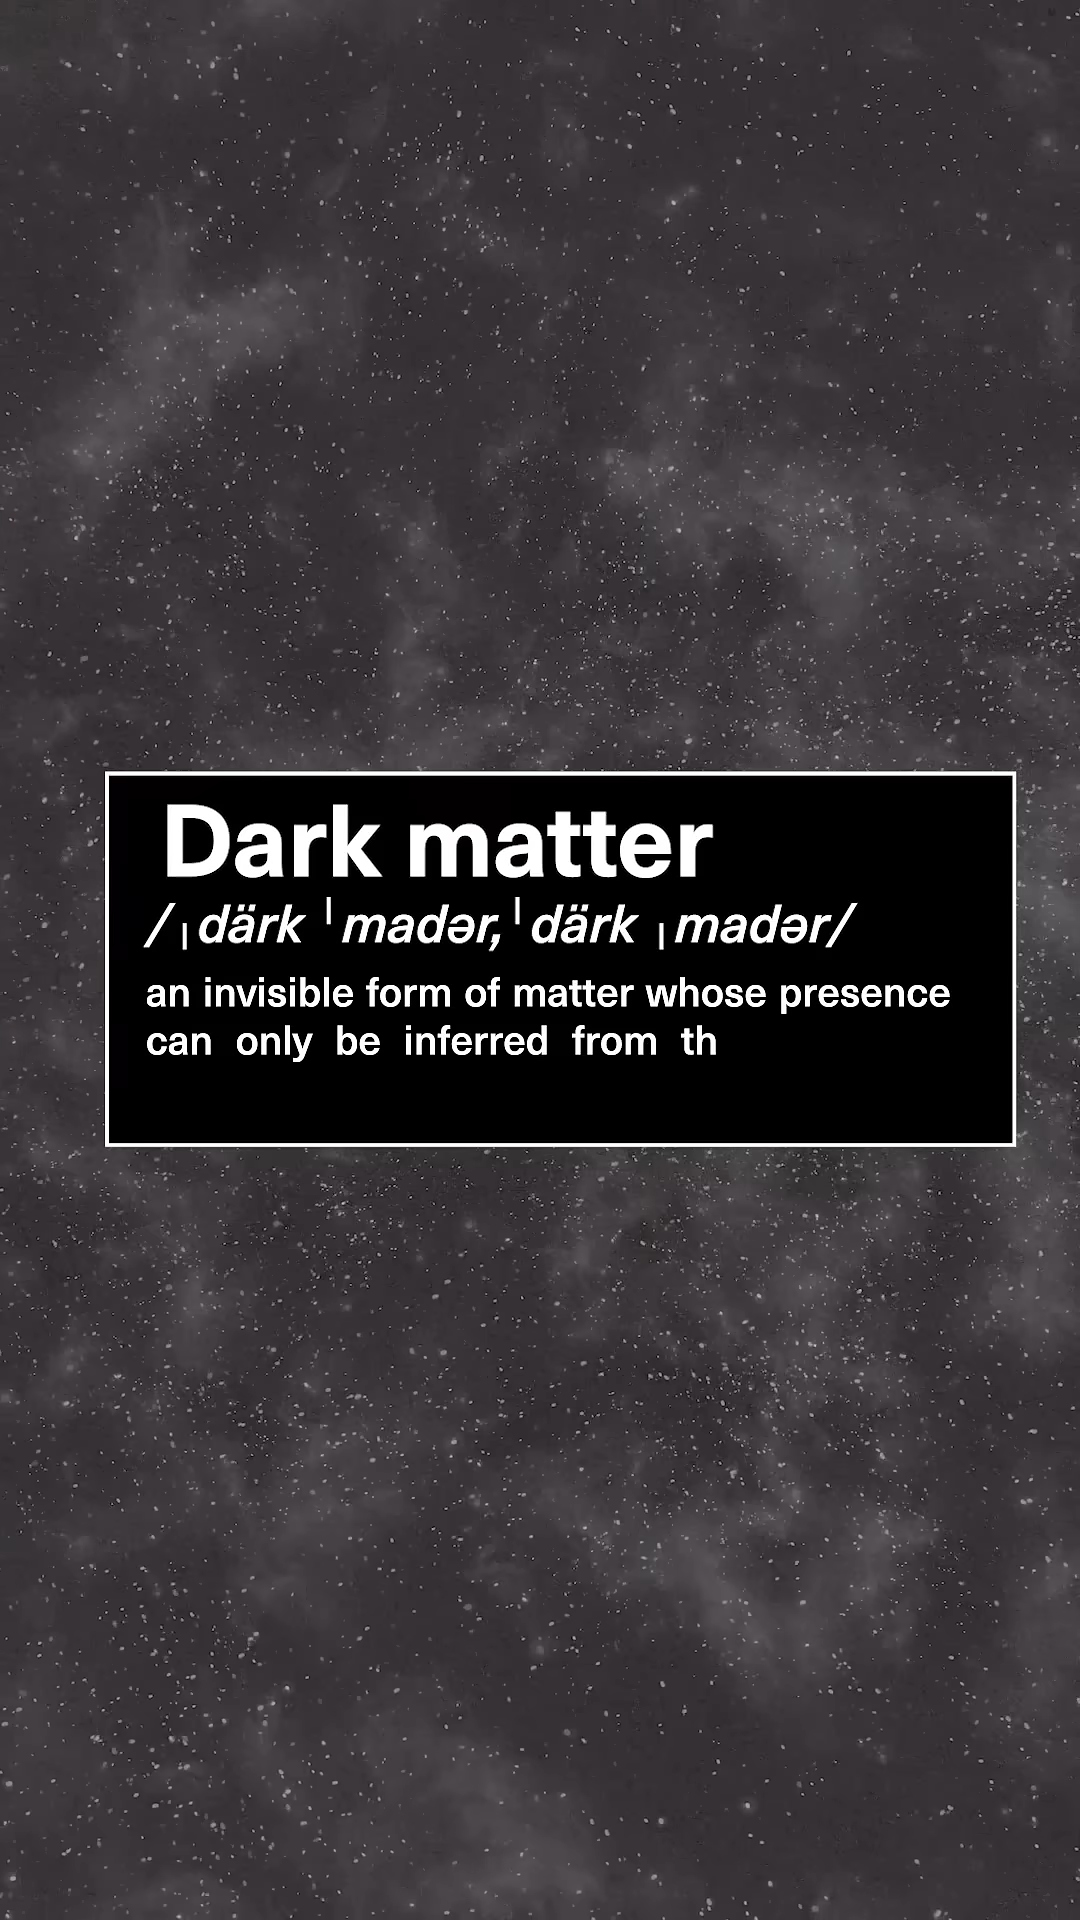 Dark matter
/ˌdärk ˈmadər,ˈdärk ˌmadər/
an invisible form of matter whose presence
can only be inferred from th